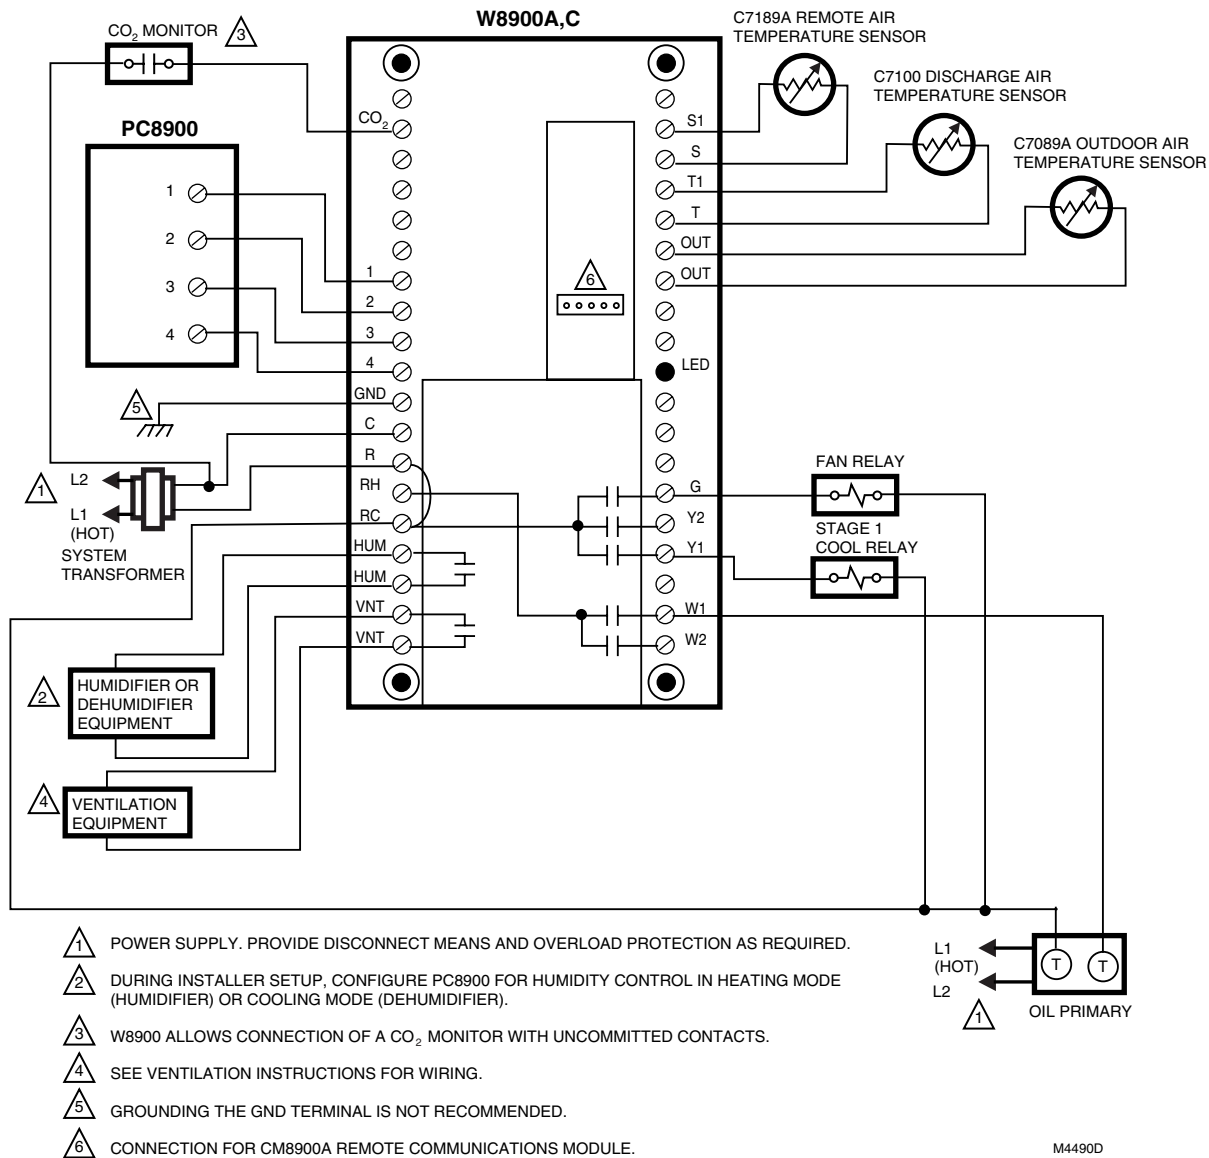 W8900A,C
CO2 MONITOR
3
C7189A REMOTE AIR
TEMPERATURE SENSOR
C7100 DISCHARGE AIR
TEMPERATURE SENSOR
C7089A OUTDOOR AIR
TEMPERATURE SENSOR
PC8900
1
2
3
4
CO2
1
2
3
4
GND
C
R
RH
RC
HUM
HUM
VNT
VNT
6
S1
S
T1
T
OUT
OUT
LED
G
Y2
Y1
W1
W2
5
1
L2
L1
(HOT)
SYSTEM
TRANSFORMER
FAN RELAY
STAGE 1
COOL RELAY
2
HUMIDIFIER OR
DEHUMIDIFIER
EQUIPMENT
4
VENTILATION
EQUIPMENT
L1
(HOT)
L2
1
T
T
OIL PRIMARY
1 POWER SUPPLY. PROVIDE DISCONNECT MEANS AND OVERLOAD PROTECTION AS REQUIRED.
2 DURING INSTALLER SETUP, CONFIGURE PC8900 FOR HUMIDITY CONTROL IN HEATING MODE
(HUMIDIFIER) OR COOLING MODE (DEHUMIDIFIER).
3 W8900 ALLOWS CONNECTION OF A CO2 MONITOR WITH UNCOMMITTED CONTACTS.
4 SEE VENTILATION INSTRUCTIONS FOR WIRING.
5 GROUNDING THE GND TERMINAL IS NOT RECOMMENDED.
6 CONNECTION FOR CM8900A REMOTE COMMUNICATIONS MODULE.
M4490D